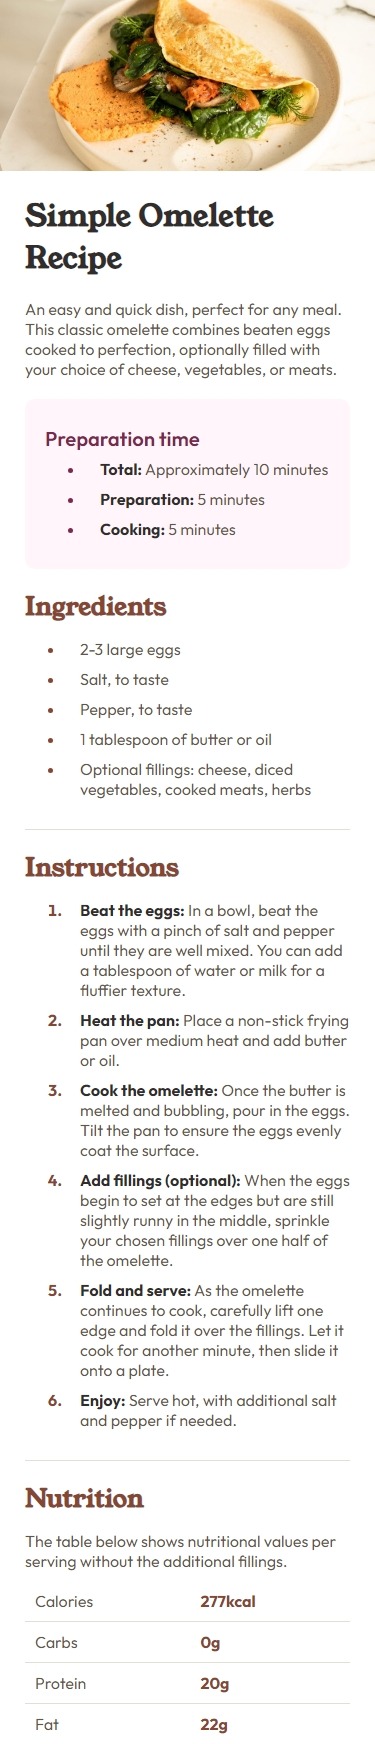 Simple Omelette
Recipe
An easy and quick dish, perfect for any meal.
This classic omelette combines beaten eggs
cooked to perfection, optionally filled with
your choice of cheese, vegetables, or meats.
Preparation time
• Total: Approximately 10 minutes
• Preparation: 5 minutes
• Cooking: 5 minutes
Ingredients
• 2-3 large eggs
• Salt, to taste
• Pepper, to taste
• 1 tablespoon of butter or oil
• Optional fillings: cheese, diced
vegetables, cooked meats, herbs
Instructions
1. Beat the eggs: In a bowl, beat the
eggs with a pinch of salt and pepper
until they are well mixed. You can add
a tablespoon of water or milk for a
fluffier texture.
2. Heat the pan: Place a non-stick frying
pan over medium heat and add butter
or oil.
3. Cook the omelette: Once the butter is
melted and bubbling, pour in the eggs.
Tilt the pan to ensure the eggs evenly
coat the surface.
4. Add fillings (optional): When the eggs
begin to set at the edges but are still
slightly runny in the middle, sprinkle
your chosen fillings over one half of
the omelette.
5. Fold and serve: As the omelette
continues to cook, carefully lift one
edge and fold it over the fillings. Let it
cook for another minute, then slide it
onto a plate.
6. Enjoy: Serve hot, with additional salt
and pepper if needed.
Nutrition
The table below shows nutritional values per
serving without the additional fillings.
Calories 277kcal
Carbs 0g
Protein 20g
Fat 22g